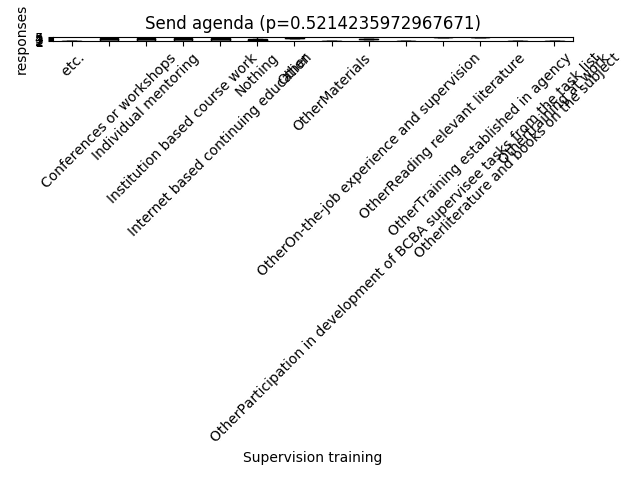 Send agenda (p=0.5214235972967671)
responses
etc.
Conferences or workshops
Individual mentoring
Institution based course work
Nothing
Internet based continuing education
Other
OtherMaterials
OtherOn-the-job experience and supervision
OtherReading relevant literature
OtherTraining established in agency
OtherParticipation in development of BCBA supervisee tasks from the task list
Otherliterature and books on the subject
Supervision training